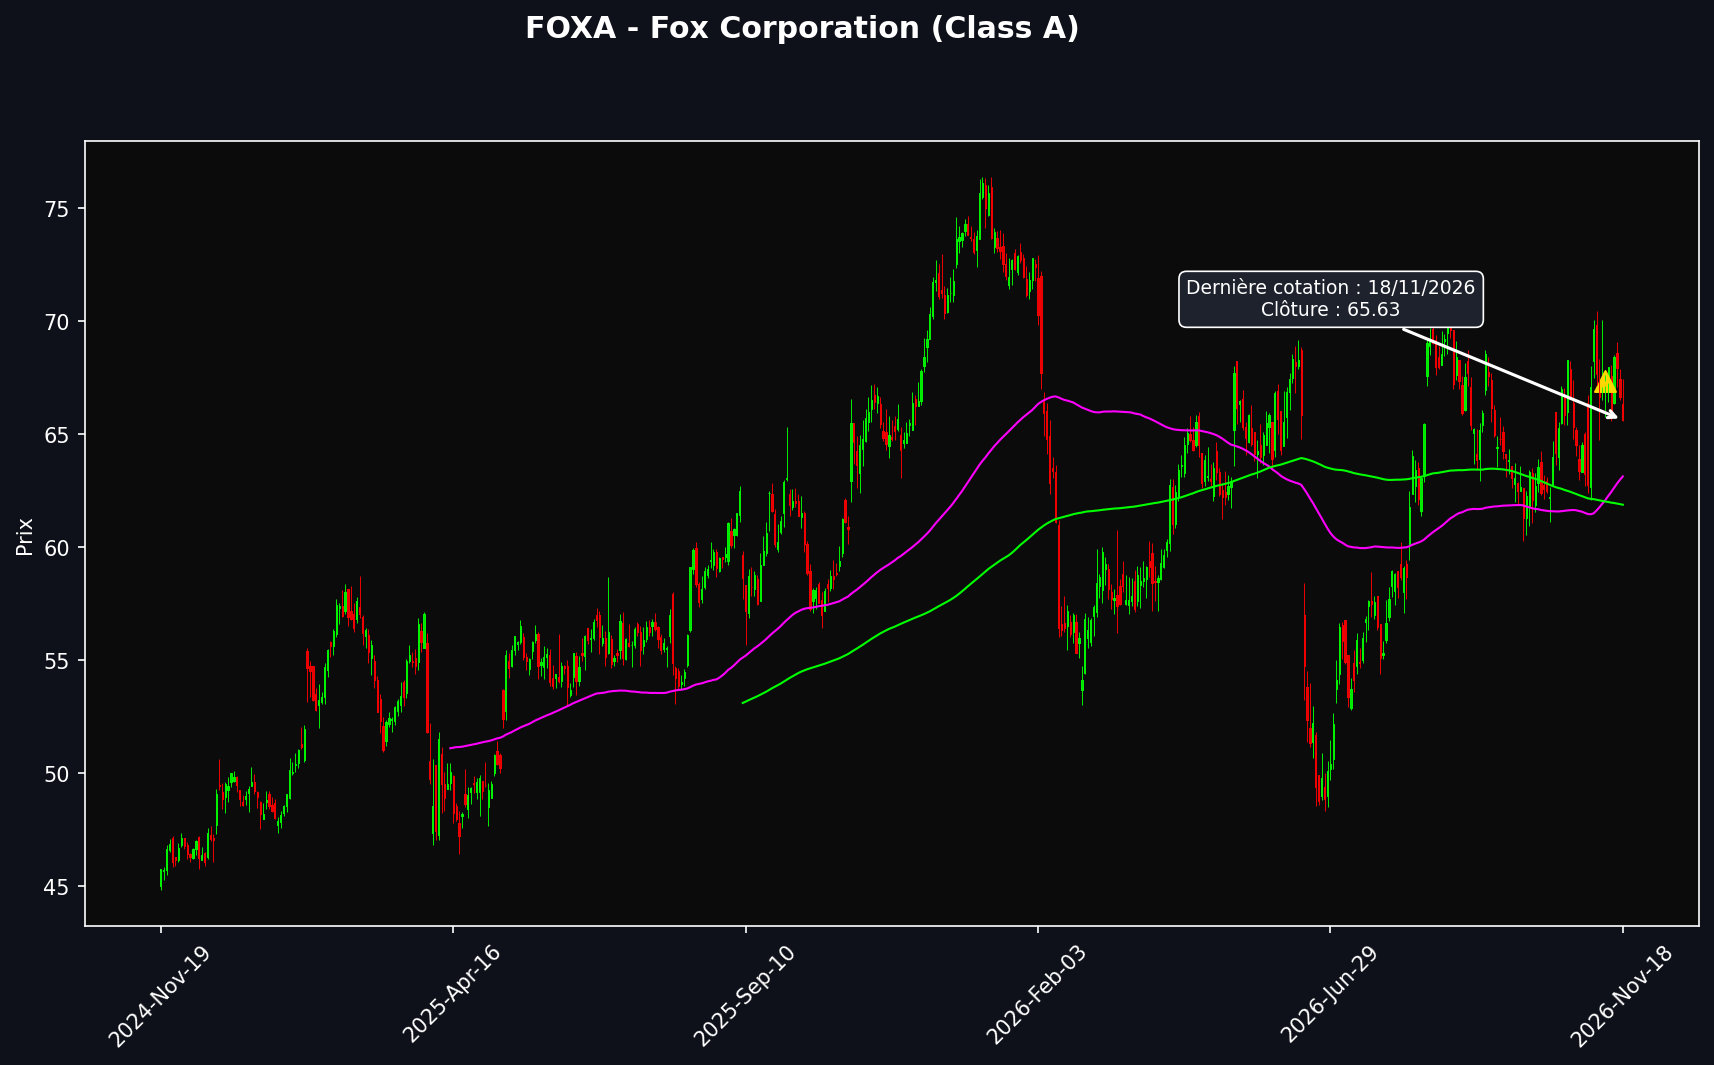 FOXA - Fox Corporation (Class A)
Prix
75
70
65
60
55
50
45
Dernière cotation : 18/11/2026
Clôture : 65.63
2024-Nov-19
2025-Apr-16
2025-Sep-10
2026-Feb-03
2026-Jun-29
2026-Nov-18